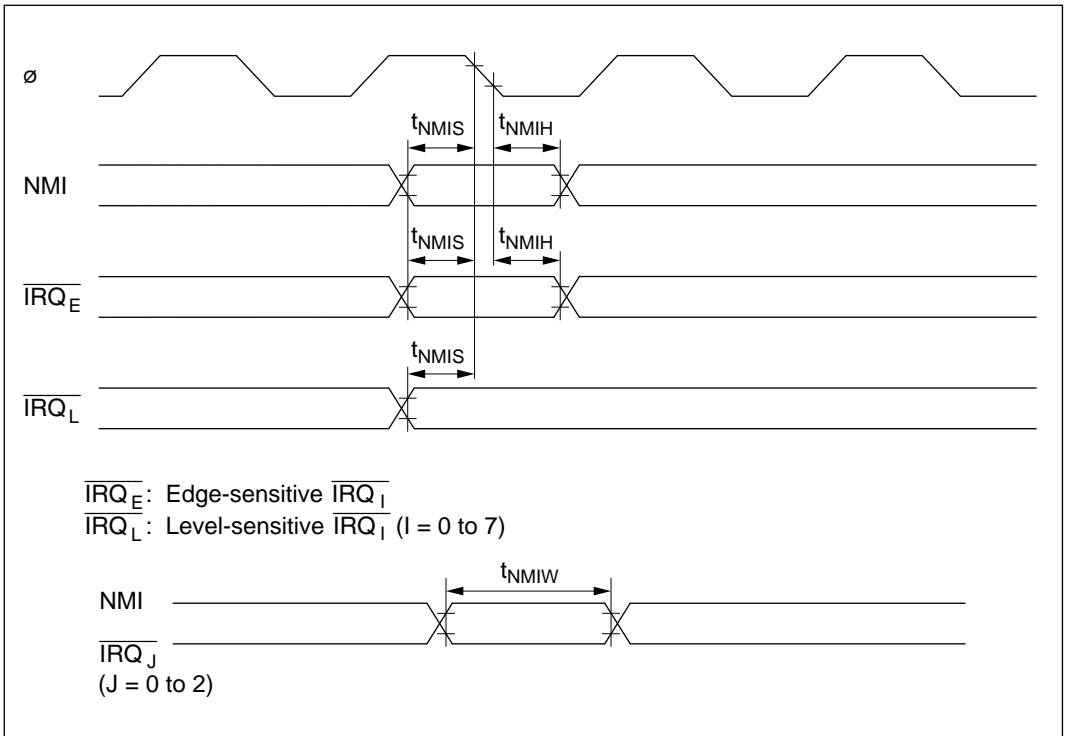 ø
tNMIS tNMIH
NMI
tNMIS tNMIH
IRQE
tNMIS
IRQL
IRQE: Edge-sensitive IRQI
IRQL: Level-sensitive IRQI (I = 0 to 7)
tNMIW
NMI
IRQJ
(J = 0 to 2)